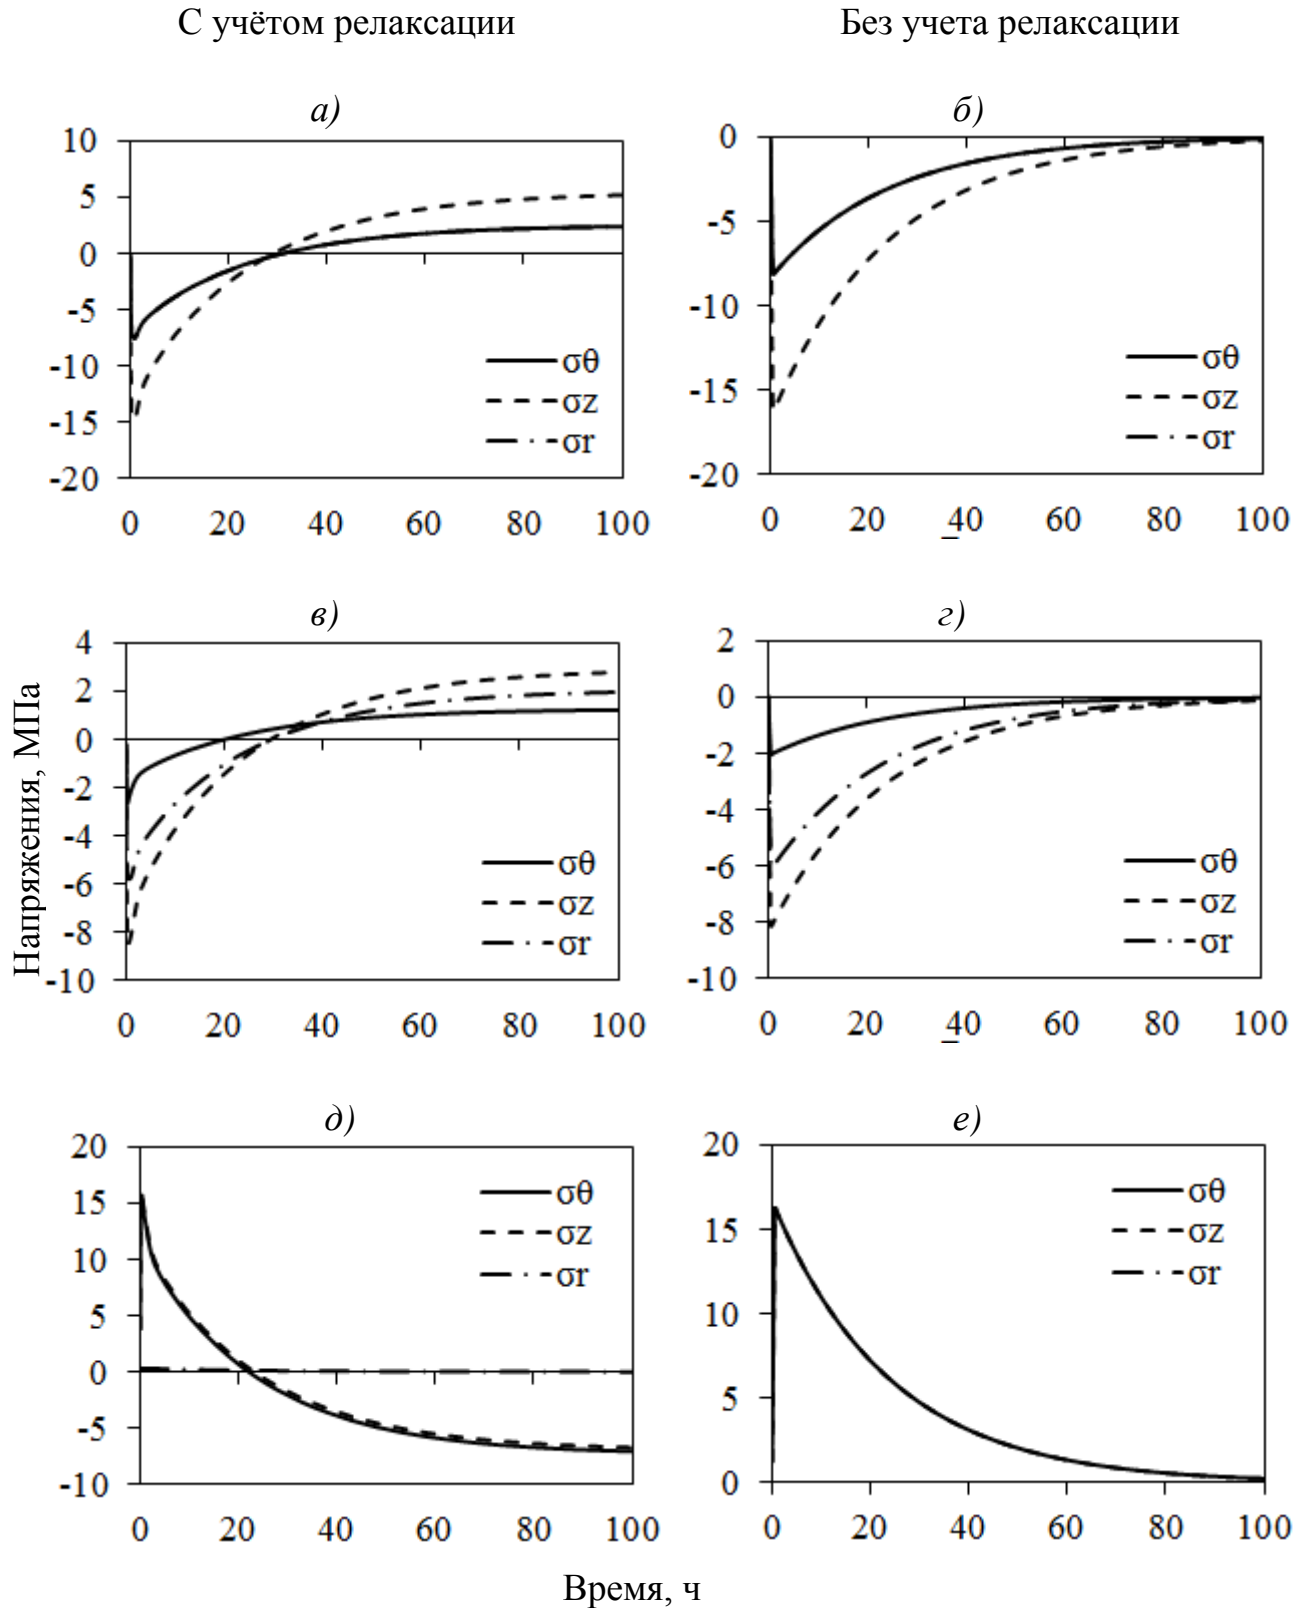 С учётом релаксации
Без учета релаксации
а)
10
5
0
-5
-10
-15
-20
σθ
σz
σr
0 20 40 60 80 100
б)
0
-5
-10
-15
-20
σθ
σz
σr
0 20 40 60 80 100
Напряжения, МПа
в)
4
2
0
-2
-4
-6
-8
-10
σθ
σz
σr
0 20 40 60 80 100
г)
2
0
-2
-4
-6
-8
-10
σθ
σz
σr
0 20 40 60 80 100
д)
20
15
10
5
0
-5
-10
σθ
σz
σr
0 20 40 60 80 100
е)
20
15
10
5
0
σθ
σz
σr
0 20 40 60 80 100
Время, ч